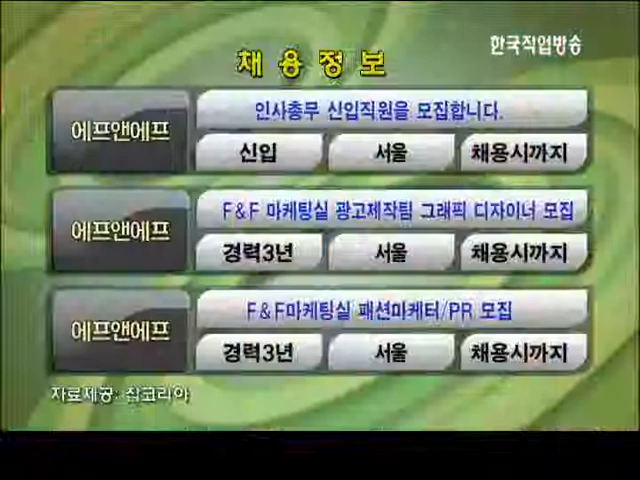 한국직업방송
채용정보
에프앤에프
인사총무 신입직원을 모집합니다.
신입 서울 채용시까지
에프앤에프
F&F 마케팅실 광고제작팀 그래픽 디자이너 모집
경력3년 서울 채용시까지
에프앤에프
F&F마케팅실 패션마케터/PR 모집
경력3년 서울 채용시까지
자료제공: 잡코리아